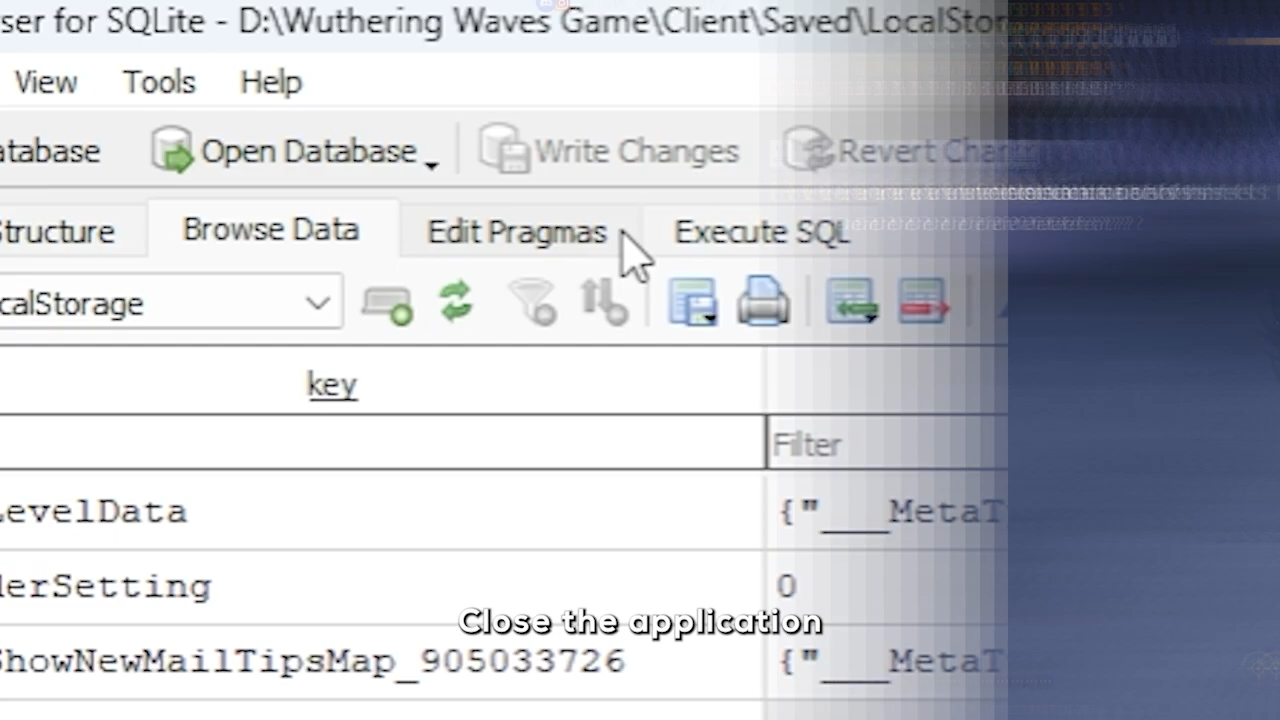 ser for SQLite - D:\Wuthering Waves Game\Client\Saved\LocalStor
View Tools Help
atabase Open Database Write Changes Revert Chan
Structure Browse Data Edit Pragmas Execute SQL
calStorage
key
Filter
LevelData {"___MetaT
derSetting 0
Close the application
ShowNewMailTipsMap_905033726 {"___MetaT